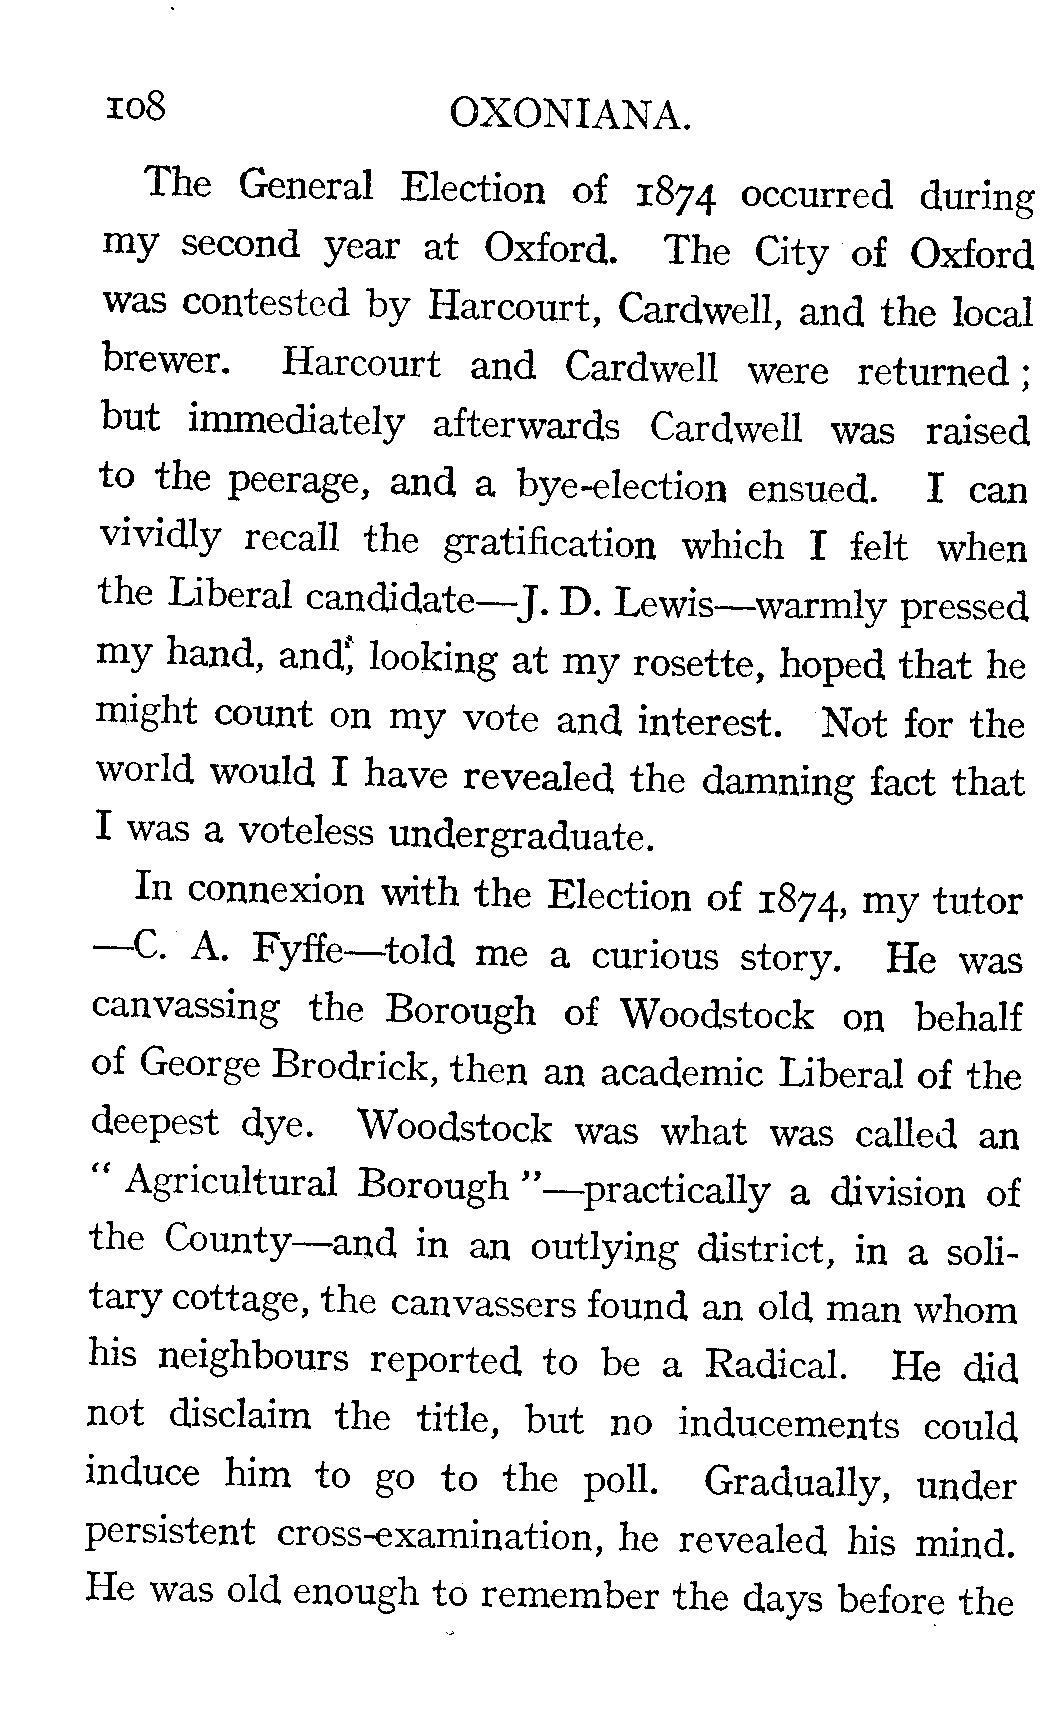 108 OXONIANA.
The General Election of 1874 occurred during
my second year at Oxford. The City of Oxford
was contested by Harcourt, Cardwell, and the local
brewer. Harcourt and Cardwell were returned ;
but immediately afterwards Cardwell was raised
to the peerage, and a bye-election ensued. I can
vividly recall the gratification which I felt when
the Liberal candidate—J. D. Lewis—warmly pressed
my hand, and, looking at my rosette, hoped that he
might count on my vote and interest. Not for the
world would I have revealed the damning fact that
I was a voteless undergraduate.
In connexion with the Election of 1874, my tutor
—C. A. Fyffe—told me a curious story. He was
canvassing the Borough of Woodstock on behalf
of George Brodrick, then an academic Liberal of the
deepest dye. Woodstock was what was called an
“ Agricultural Borough ”—practically a division of
the County—and in an outlying district, in a soli-
tary cottage, the canvassers found an old man whom
his neighbours reported to be a Radical. He did
not disclaim the title, but no inducements could
induce him to go to the poll. Gradually, under
persistent cross-examination, he revealed his mind.
He was old enough to remember the days before the